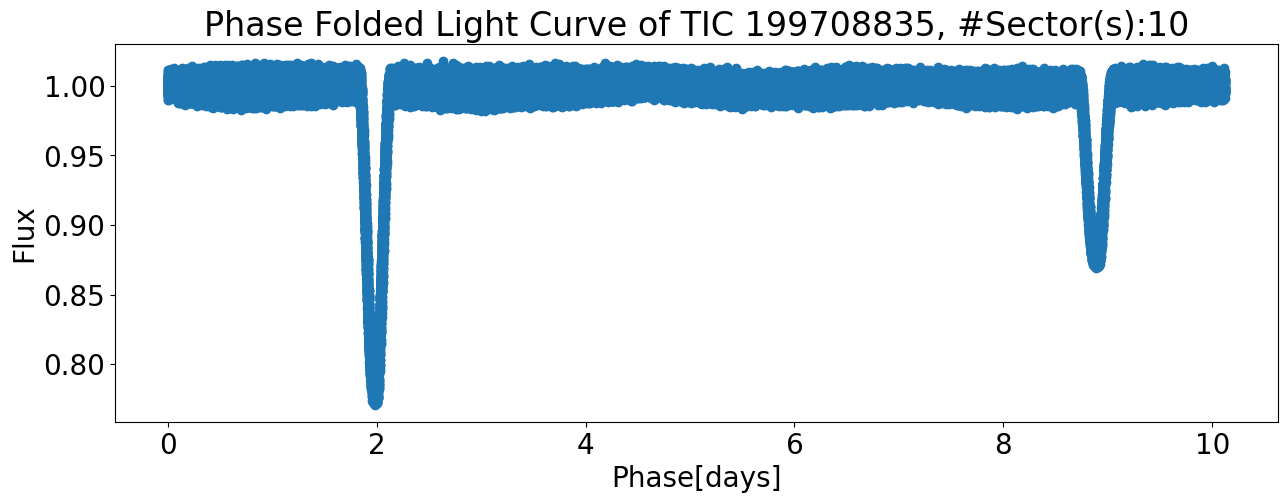 Phase Folded Light Curve of TIC 199708835, #Sector(s):10
1.00
0.95
0.90
0.85
0.80
Flux
0 2 4 6 8 10
Phase[days]